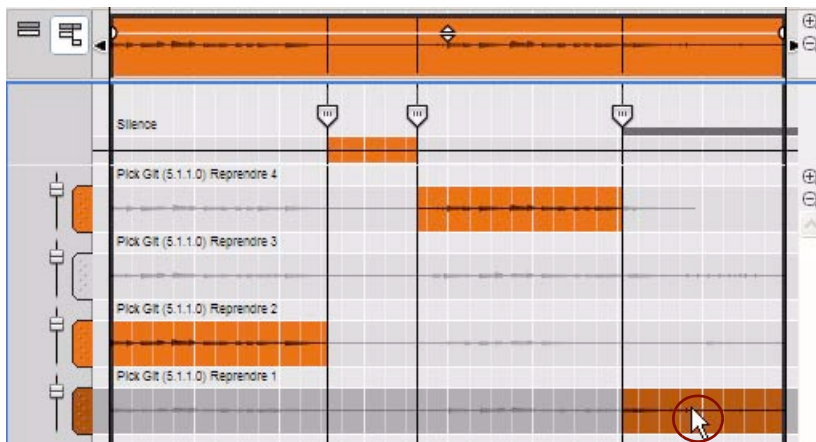 Silence
Pick Git (5.1.1.0) Reprendre 4
Pick Git (5.1.1.0) Reprendre 3
Pick Git (5.1.1.0) Reprendre 2
Pick Git (5.1.1.0) Reprendre 1